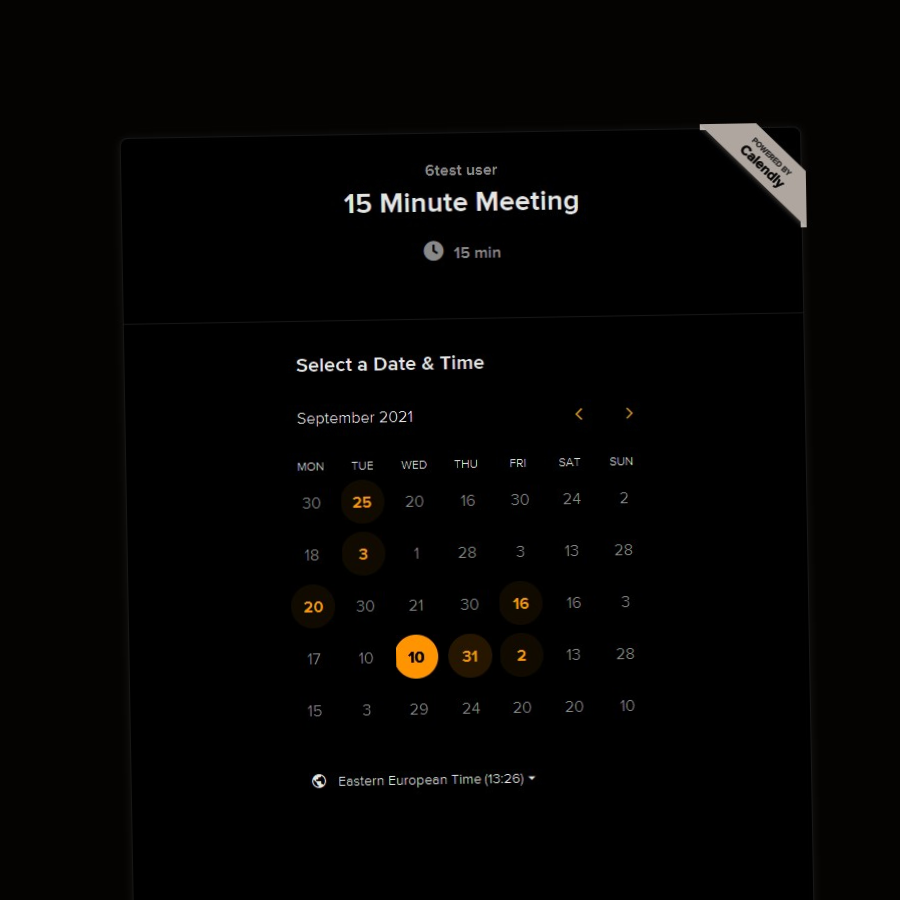 POWERED BY
Calendly
6test user
15 Minute Meeting
15 min
Select a Date & Time
September 2021
MON TUE WED THU FRI SAT SUN
30 25 20 16 30 24 2
18 3 1 28 3 13 28
20 30 21 30 16 16 3
17 10 10 31 2 13 28
15 3 29 24 20 20 10
Eastern European Time (13:26)